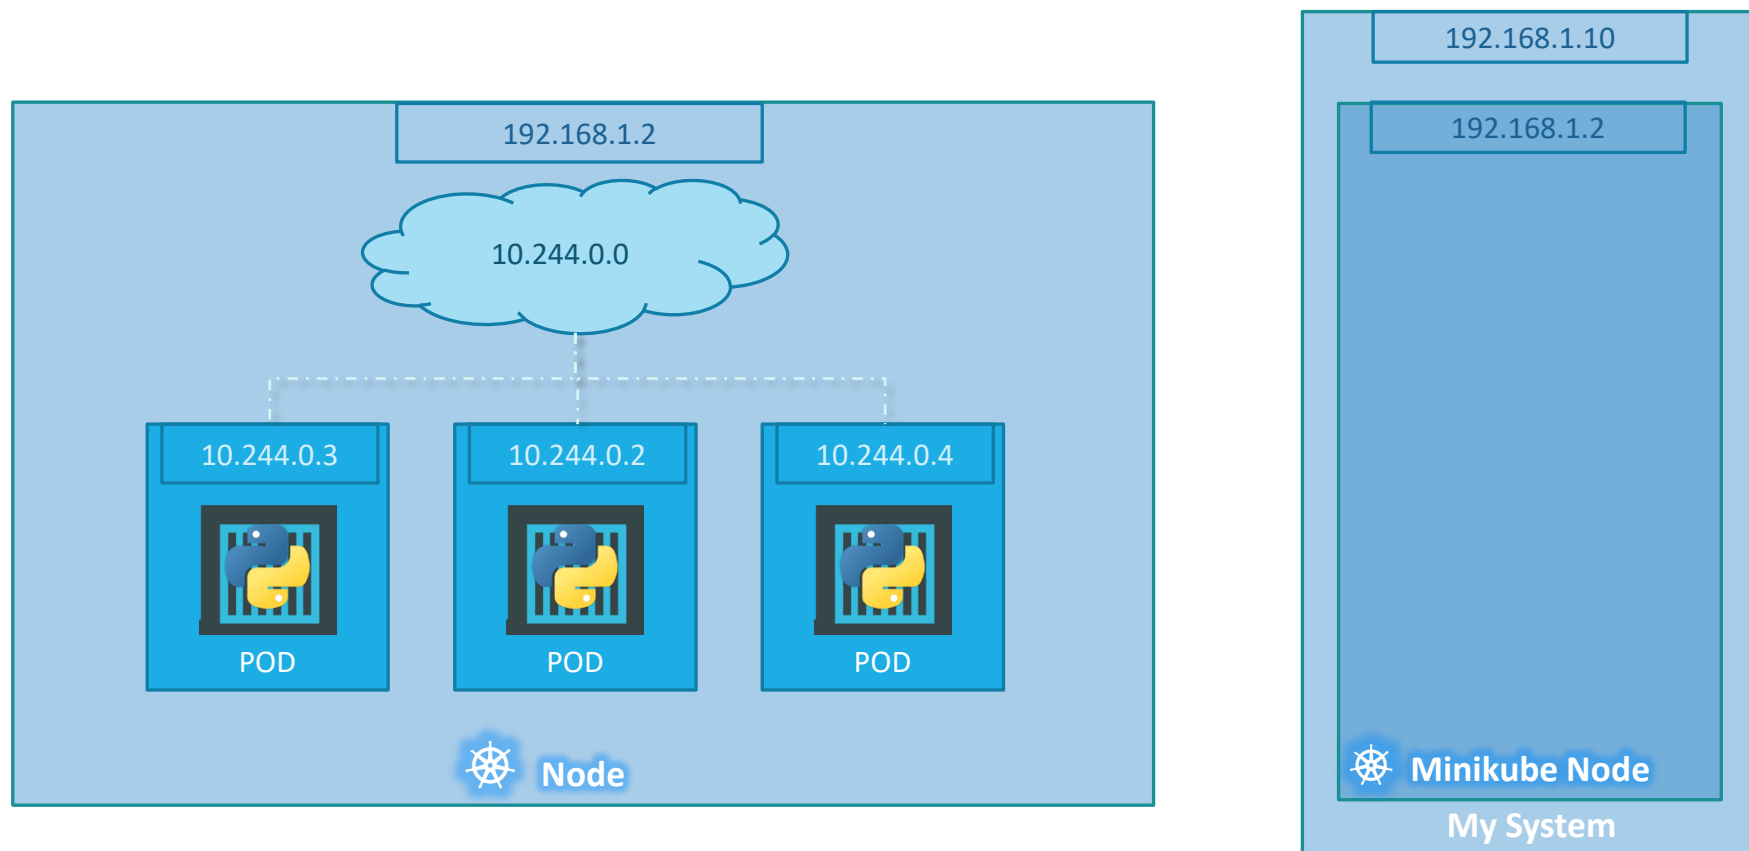 192.168.1.2
10.244.0.0
10.244.0.3
10.244.0.2
10.244.0.4
POD
POD
POD
Node
192.168.1.10
192.168.1.2
Minikube Node
My System